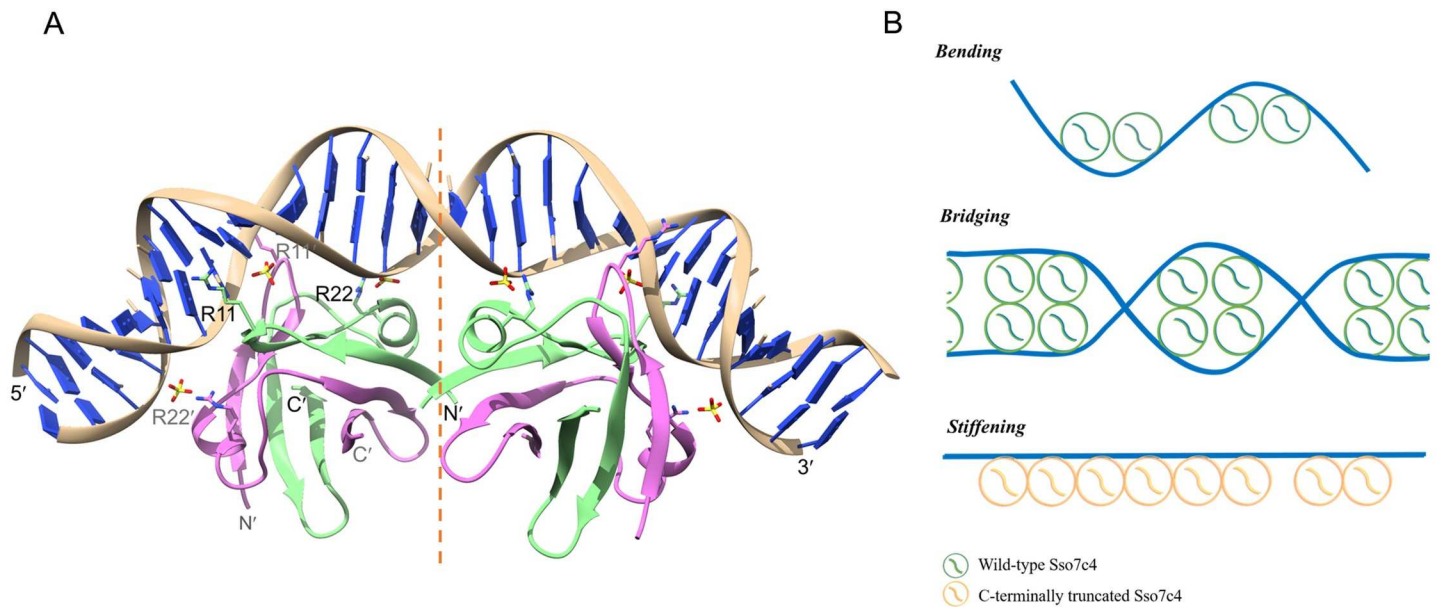 A
B
Bending
R11′
R11
R22
Bridging
5′
R22′
C′
N′
C′
3′
Stiffening
N′
Wild-type Sso7c4
C-terminally truncated Sso7c4